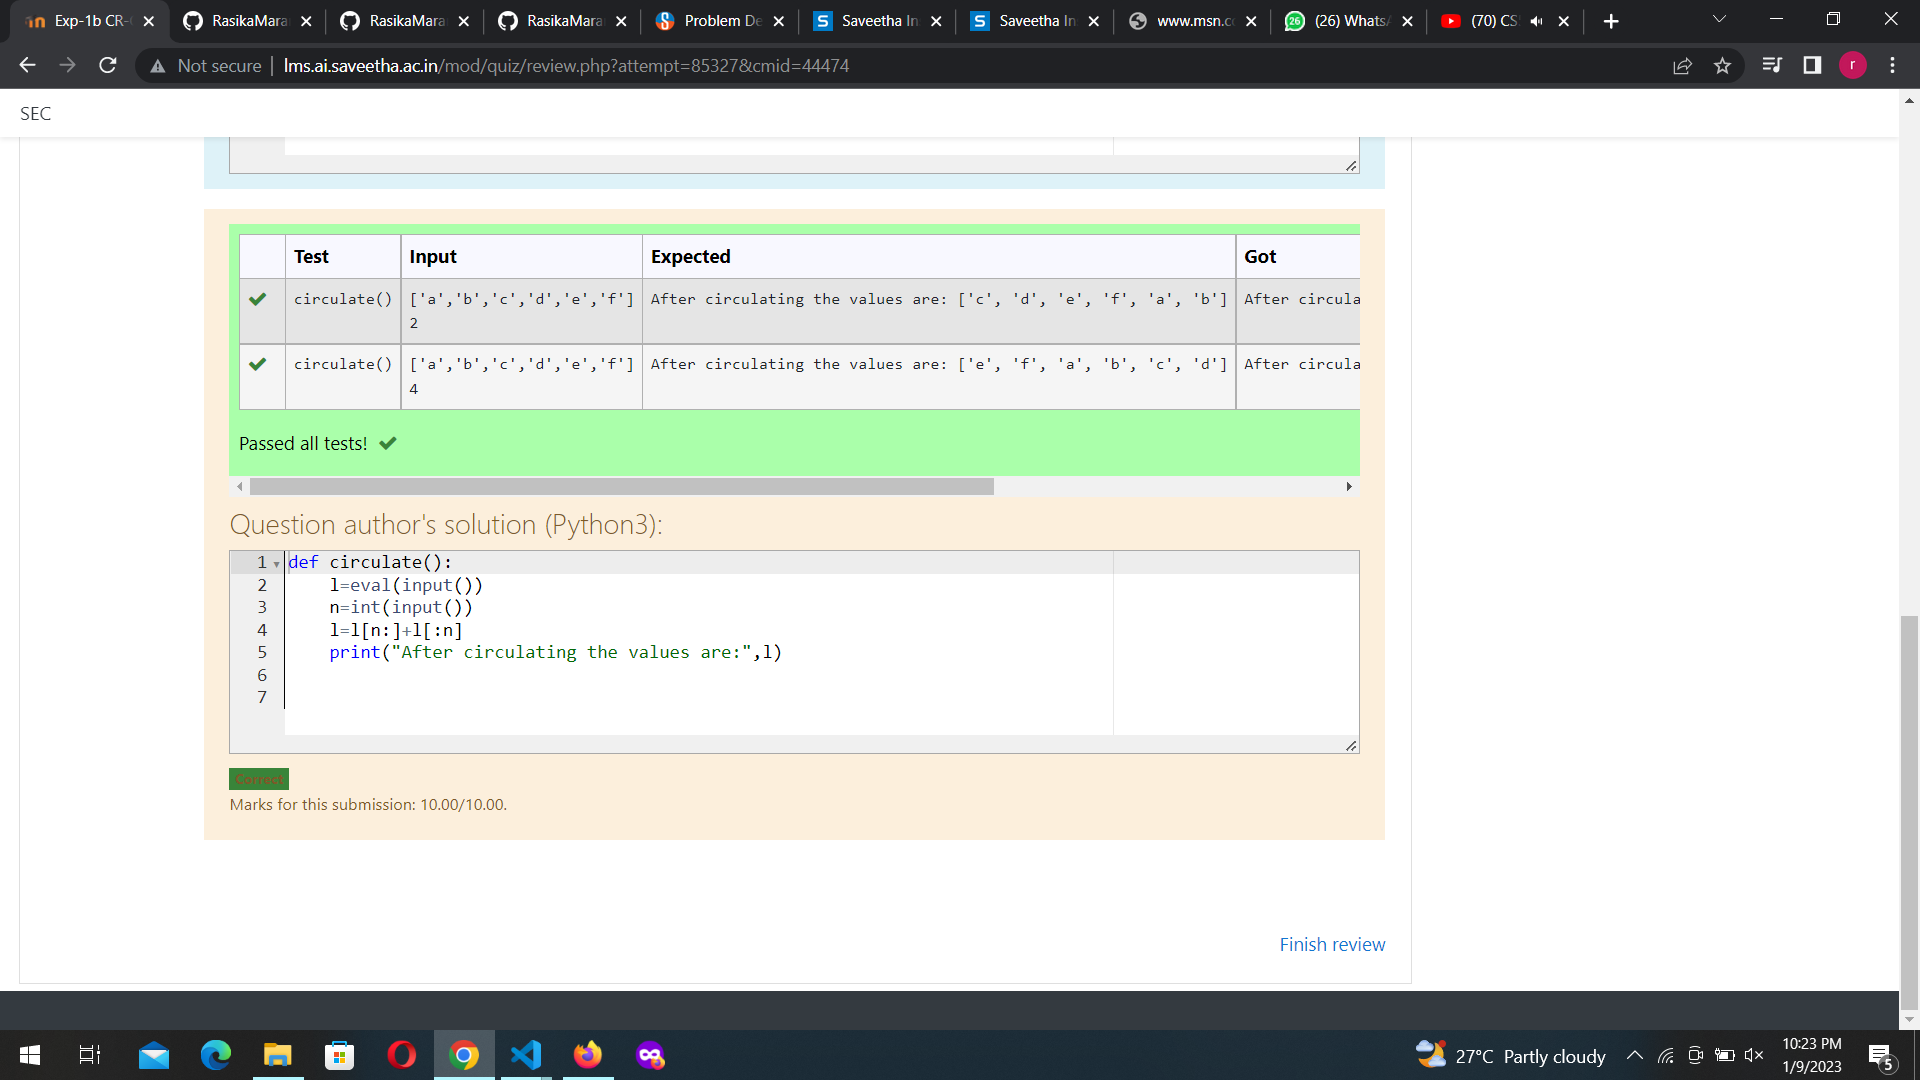 Exp-1b CR-
RasikaMara
RasikaMara
RasikaMara
Problem De
Saveetha In
Saveetha In
www.msn.c
(26) Whats
(70) CS
Not secure | lms.ai.saveetha.ac.in/mod/quiz/review.php?attempt=85327&cmid=44474
r
SEC
Test Input Expected Got
circulate() ['a','b','c','d','e','f'] After circulating the values are: ['c', 'd', 'e', 'f', 'a', 'b'] After circula
2
circulate() ['a','b','c','d','e','f'] After circulating the values are: ['e', 'f', 'a', 'b', 'c', 'd'] After circula
4
Passed all tests!
Question author's solution (Python3):
1 def circulate():
2 l=eval(input())
3 n=int(input())
4 l=l[n:]+l[:n]
5 print("After circulating the values are:",l)
6
7
Correct
Marks for this submission: 10.00/10.00.
Finish review
27°C Partly cloudy
10:23 PM
1/9/2023
5